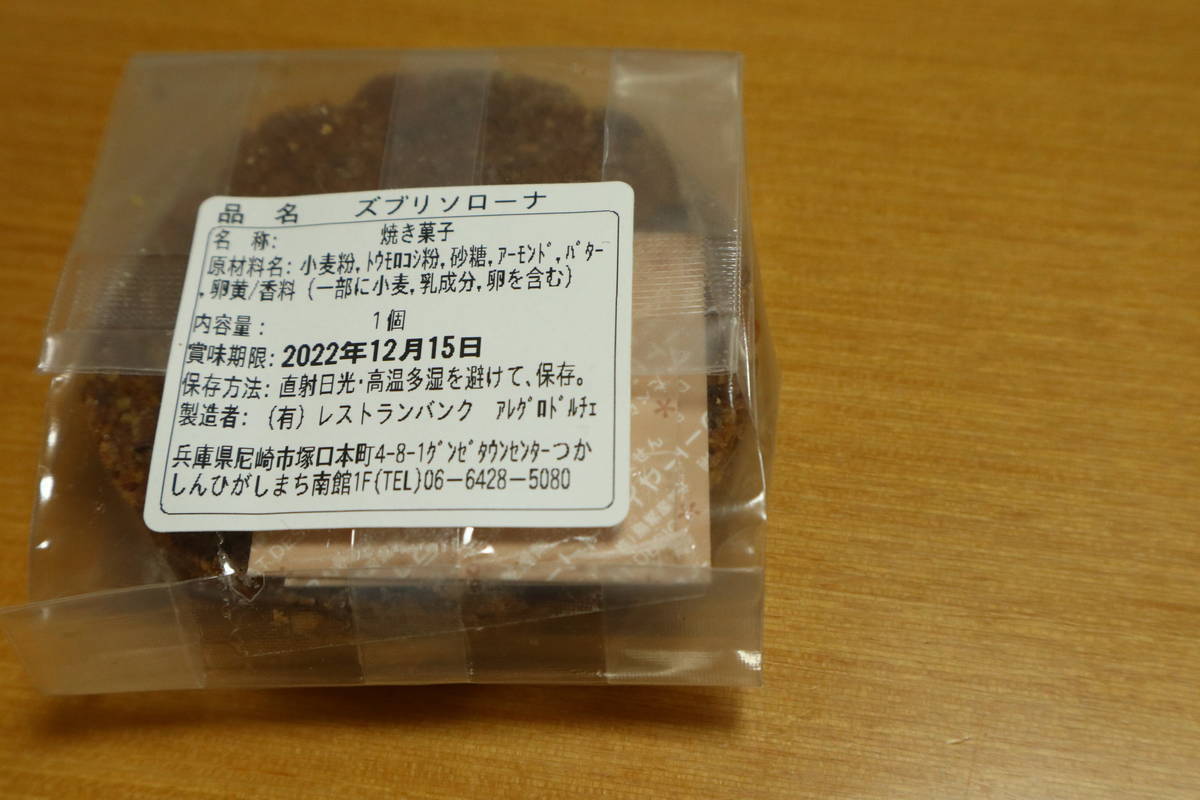 品 名 ズブリソローナ
名 称: 焼き菓子
原材料名: 小麦粉,ﾄｳﾓﾛｺｼ粉,砂糖,ｱｰﾓﾝﾄﾞ,ﾊﾞﾀｰ
,卵黄/香料 (一部に小麦,乳成分,卵を含む)
内容量: 1個
賞味期限: 2022年12月15日
保存方法: 直射日光・高温多湿を避けて、保存。
製造者: (有) レストランバンク ｱﾚｸﾞﾛﾄﾞﾙﾁｪ
兵庫県尼崎市塚口本町4-8-1ｸﾞﾝｾﾞﾀｳﾝｾﾝﾀｰつか
しんひがしまち南館1F(TEL)06-6428-5080